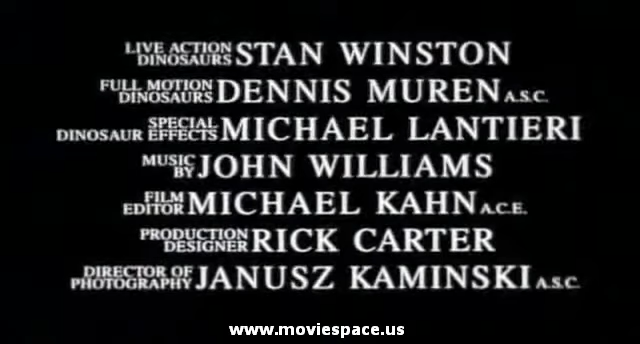 LIVE ACTION DINOSAURS STAN WINSTON
FULL MOTION DINOSAURS DENNIS MUREN A.S.C.
SPECIAL DINOSAUR EFFECTS MICHAEL LANTIERI
MUSIC BY JOHN WILLIAMS
FILM EDITOR MICHAEL KAHN A.C.E.
PRODUCTION DESIGNER RICK CARTER
DIRECTOR OF PHOTOGRAPHY JANUSZ KAMINSKI A.S.C.
www.moviespace.us